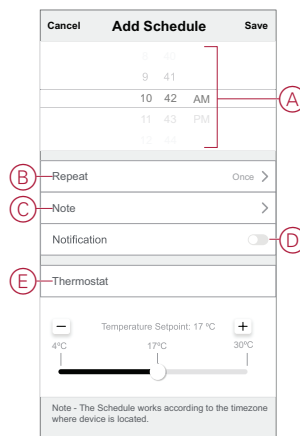 Cancel Add Schedule Save
8 40
9 41
10 42 AM
11 43 PM
12 44
A
B Repeat Once >
C Note >
Notification D
E Thermostat
− Temperature Setpoint: 17 ºC +
4ºC 17ºC 30ºC
Note - The Schedule works according to the timezone
where device is located.